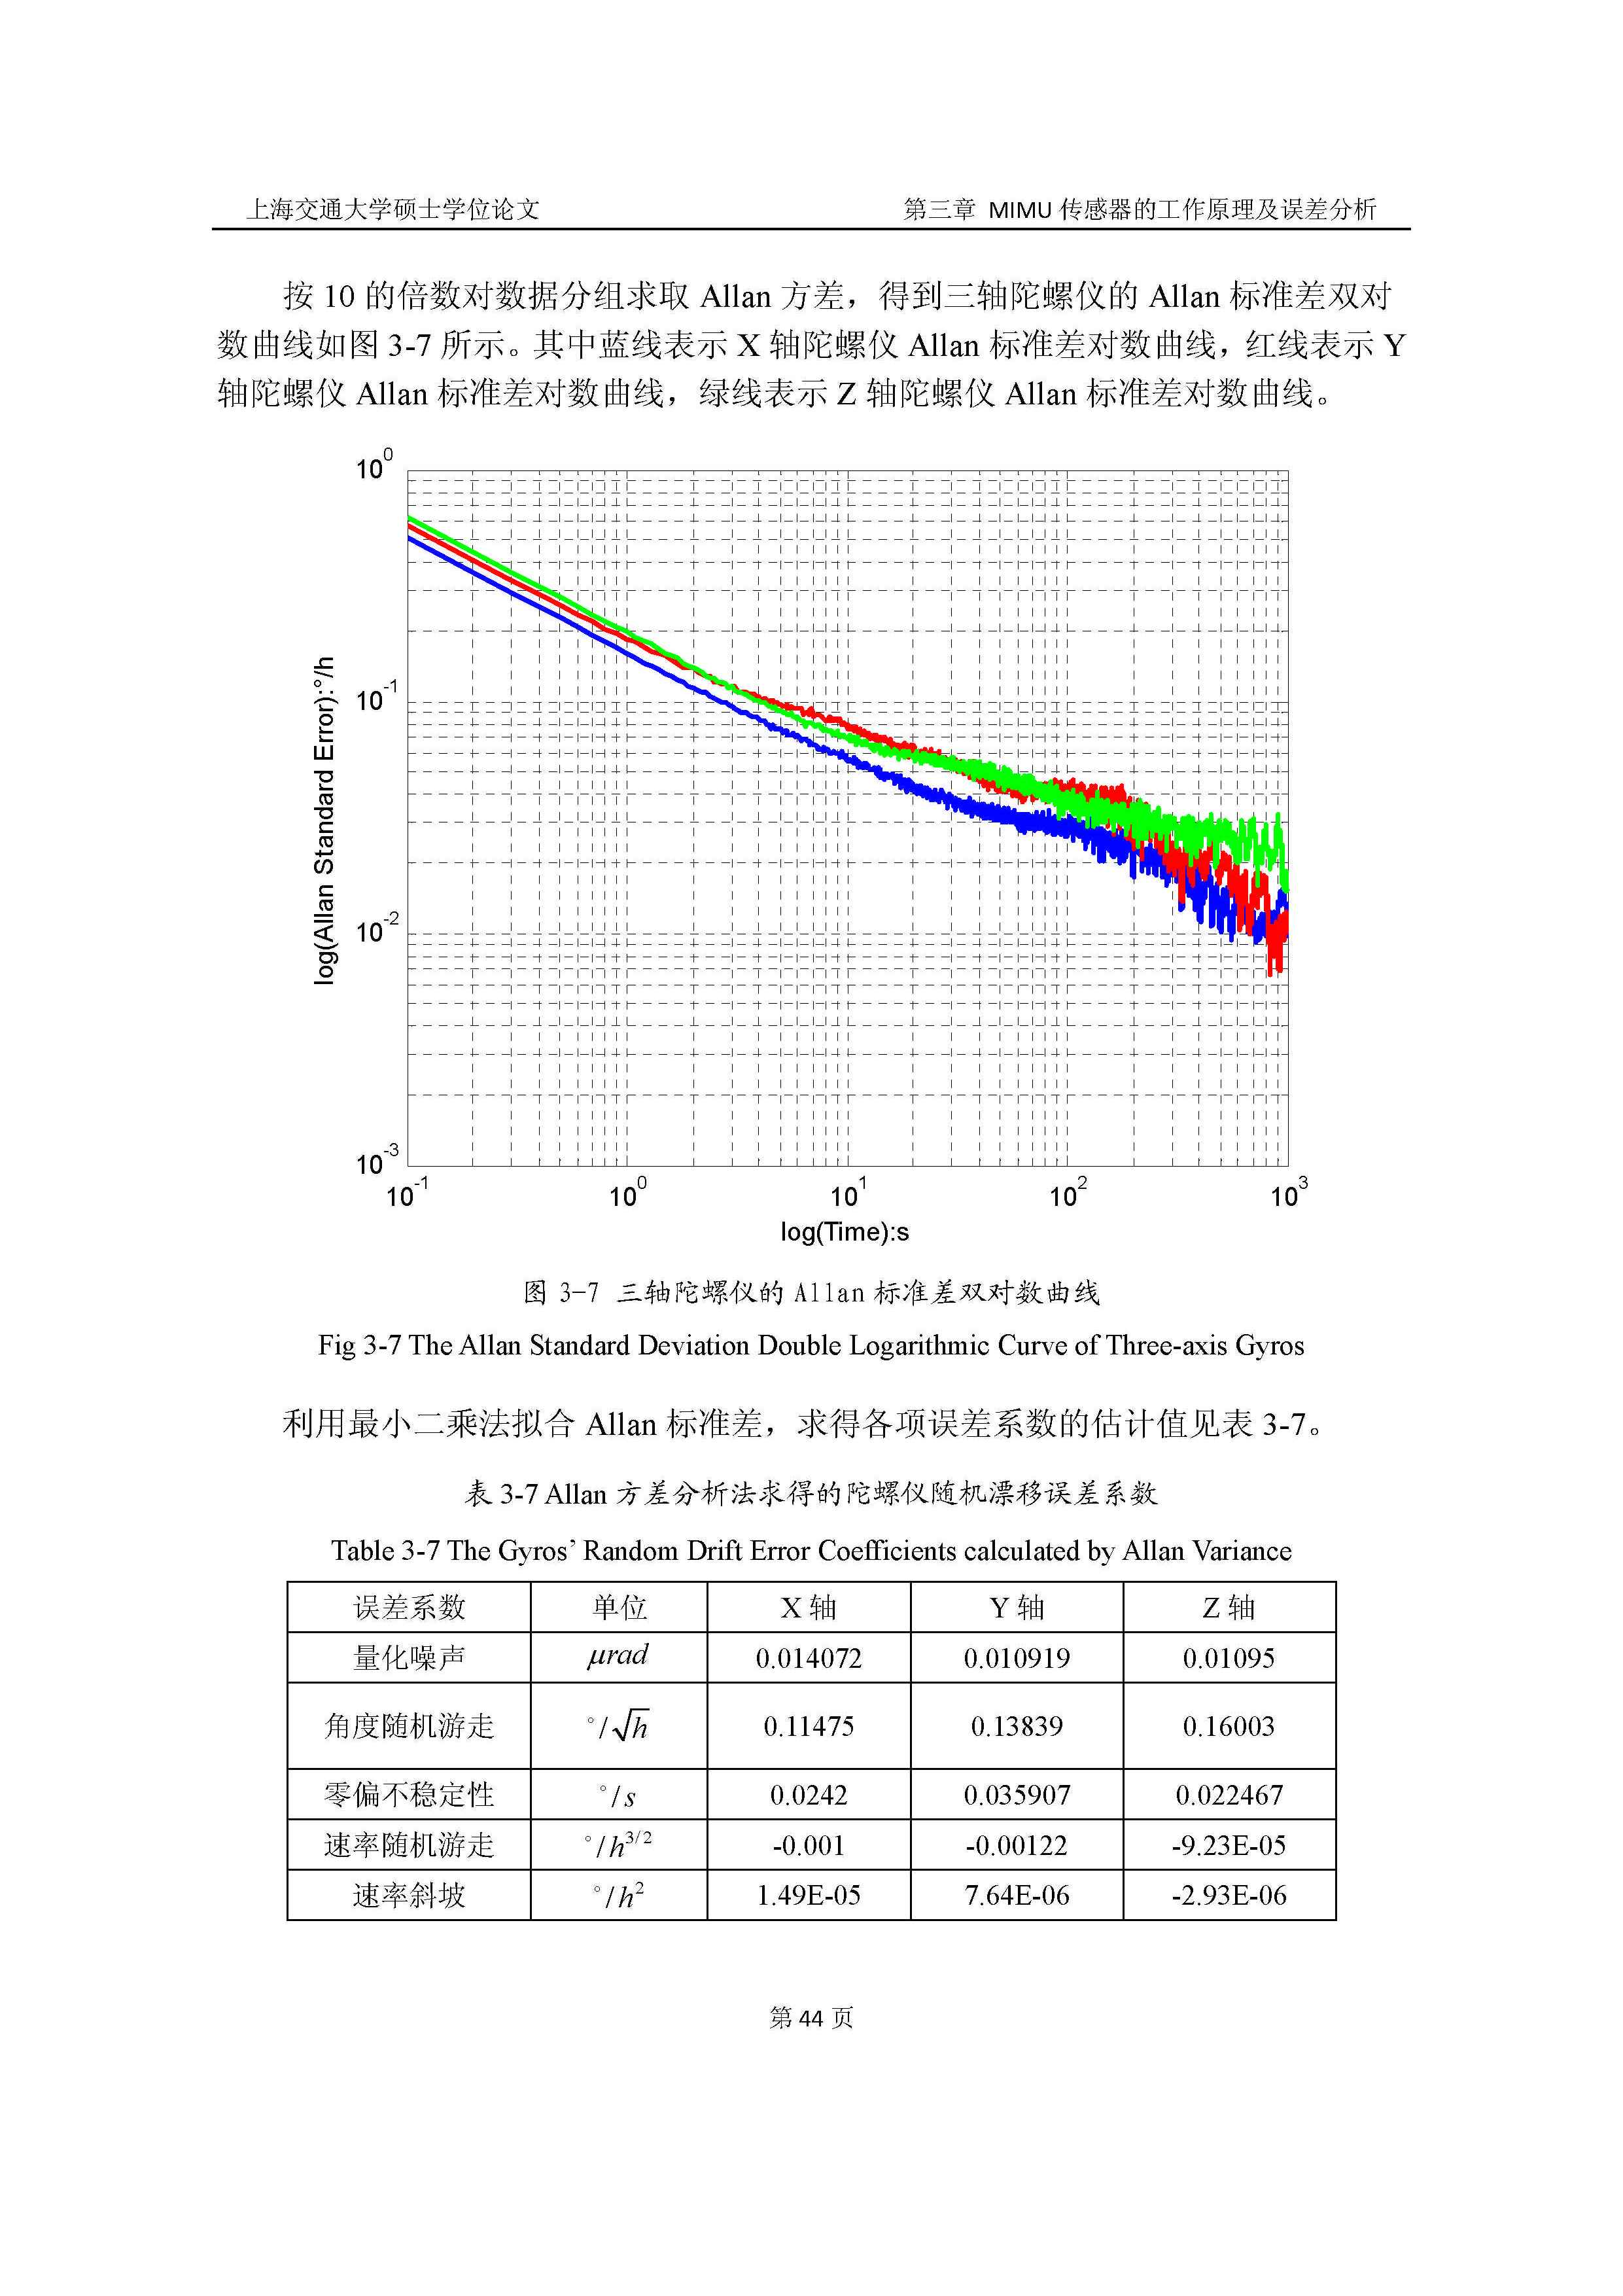 上海交通大学硕士学位论文 第三章 MIMU 传感器的工作原理及误差分析
按 10 的倍数对数据分组求取 Allan 方差，得到三轴陀螺仪的 Allan 标准差双对
数曲线如图 3-7 所示。其中蓝线表示 X 轴陀螺仪 Allan 标准差对数曲线，红线表示 Y
轴陀螺仪 Allan 标准差对数曲线，绿线表示 Z 轴陀螺仪 Allan 标准差对数曲线。
10^0
10^-1
10^-2
10^-3
log(Allan Standard Error):°/h
10^-1 10^0 10^1 10^2 10^3
log(Time):s
图 3-7 三轴陀螺仪的 Allan 标准差双对数曲线
Fig 3-7 The Allan Standard Deviation Double Logarithmic Curve of Three-axis Gyros
利用最小二乘法拟合 Allan 标准差，求得各项误差系数的估计值见表 3-7。
表 3-7 Allan 方差分析法求得的陀螺仪随机漂移误差系数
Table 3-7 The Gyros’ Random Drift Error Coefficients calculated by Allan Variance
误差系数 单位 X 轴 Y 轴 Z 轴
量化噪声 μrad 0.014072 0.010919 0.01095
角度随机游走 °/√h 0.11475 0.13839 0.16003
零偏不稳定性 °/s 0.0242 0.035907 0.022467
速率随机游走 °/h^3/2 -0.001 -0.00122 -9.23E-05
速率斜坡 °/h^2 1.49E-05 7.64E-06 -2.93E-06
第 44 页